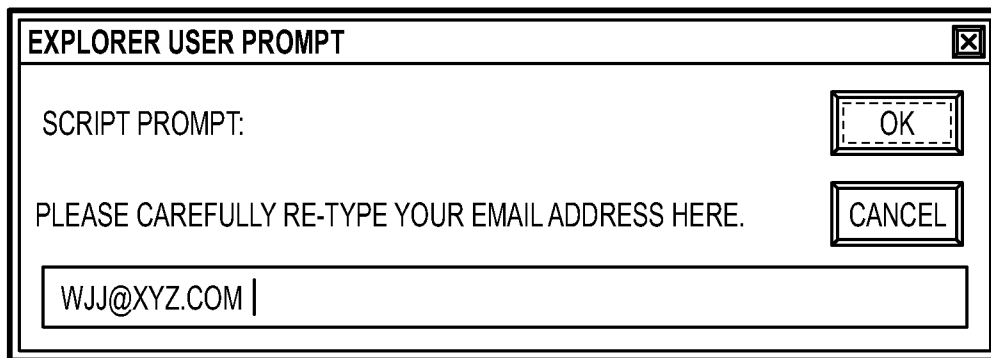 EXPLORER USER PROMPT
SCRIPT PROMPT:
OK
PLEASE CAREFULLY RE-TYPE YOUR EMAIL ADDRESS HERE.
CANCEL
WJJ@XYZ.COM